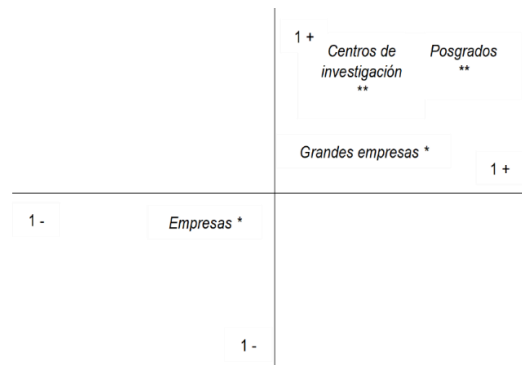 1 +
Centros de
investigación
**
Posgrados
**
Grandes empresas *
1 +
1 -
Empresas *
1 -